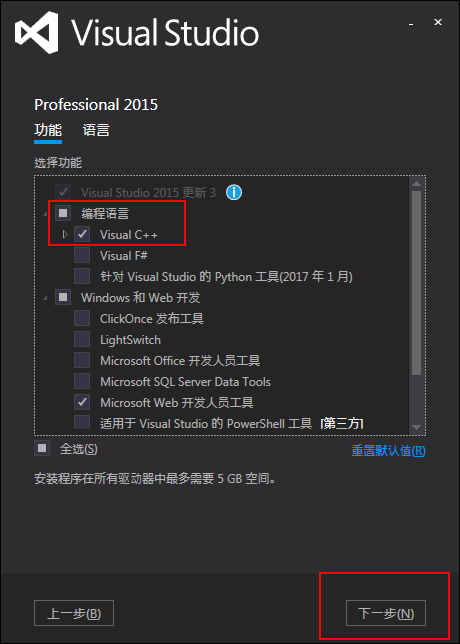 Visual Studio
Professional 2015
功能 语言
选择功能
Visual Studio 2015 更新 3
编程语言
Visual C++
Visual F#
针对 Visual Studio 的 Python 工具(2017 年 1 月)
Windows 和 Web 开发
ClickOnce 发布工具
LightSwitch
Microsoft Office 开发人员工具
Microsoft SQL Server Data Tools
Microsoft Web 开发人员工具
适用于 Visual Studio 的 PowerShell 工具 [第三方]
全选(S) 重置默认值(R)
安装程序在所有驱动器中最多需要 5 GB 空间。
上一步(B) 下一步(N)